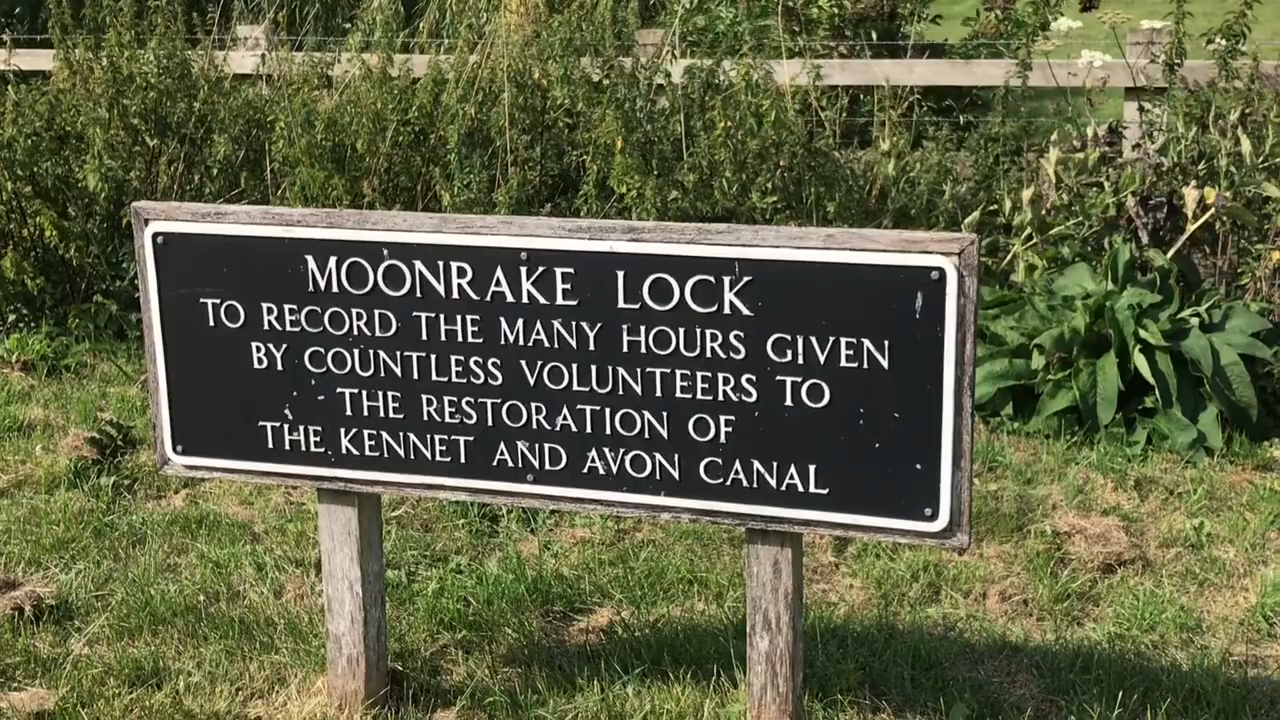 MOONRAKE LOCK
TO RECORD THE MANY HOURS GIVEN
BY COUNTLESS VOLUNTEERS TO
THE RESTORATION OF
THE KENNET AND AVON CANAL